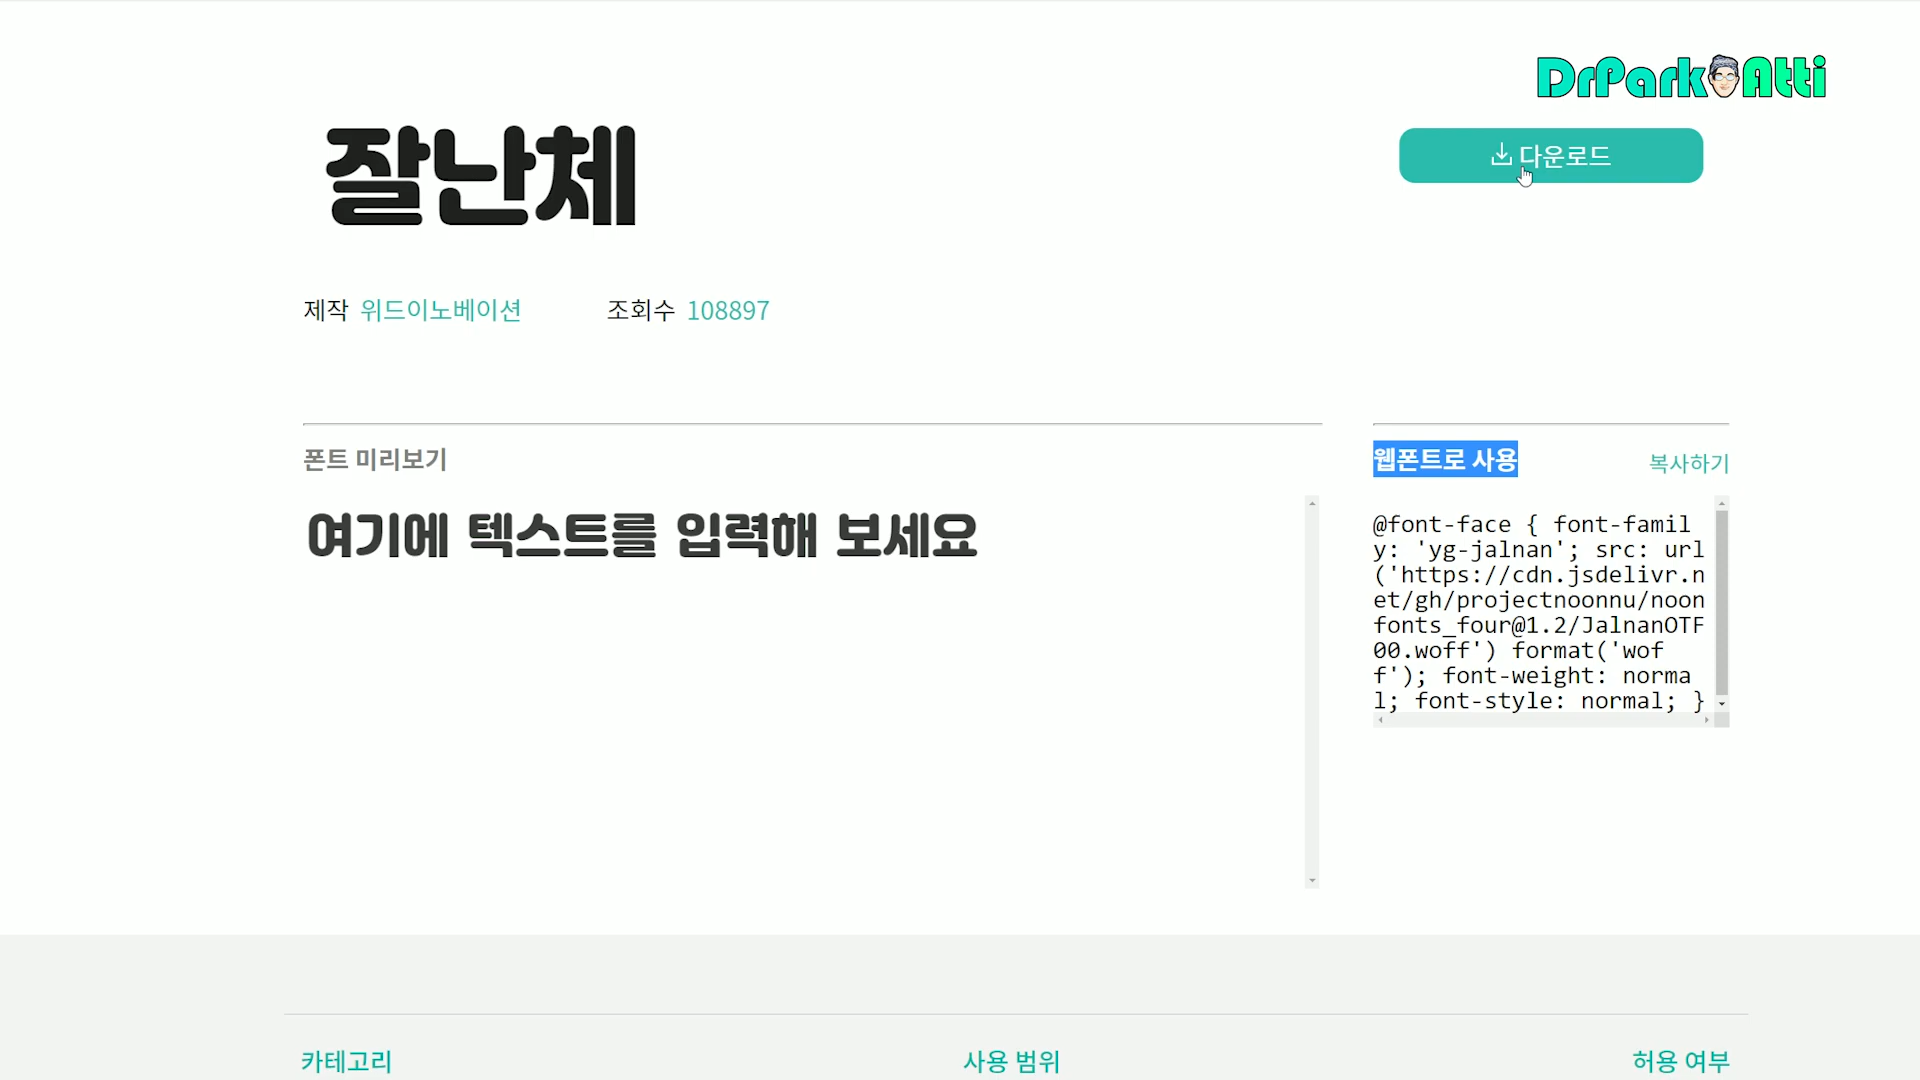 DrParkAtti
잘난체
다운로드
제작 위드이노베이션 조회수 108897
폰트 미리보기
여기에 텍스트를 입력해 보세요
웹폰트로 사용 복사하기
@font-face { font-famil
y: 'yg-jalnan'; src: url
('https://cdn.jsdelivr.n
et/gh/projectnoonnu/noon
fonts_four@1.2/JalnanOTF
00.woff') format('wof
f'); font-weight: norma
l; font-style: normal; }
카테고리 사용 범위 허용 여부